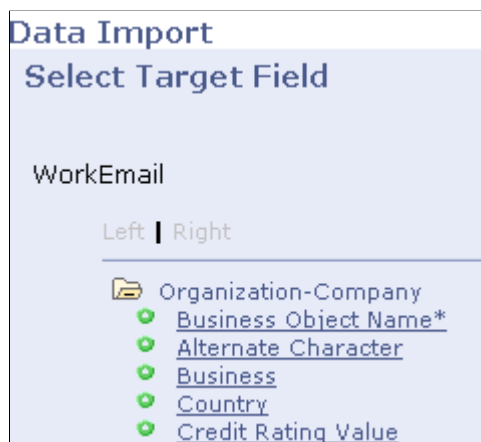 Data Import
Select Target Field
WorkEmail
Left | Right
Organization-Company
Business Object Name*
Alternate Character
Business
Country
Credit Rating Value